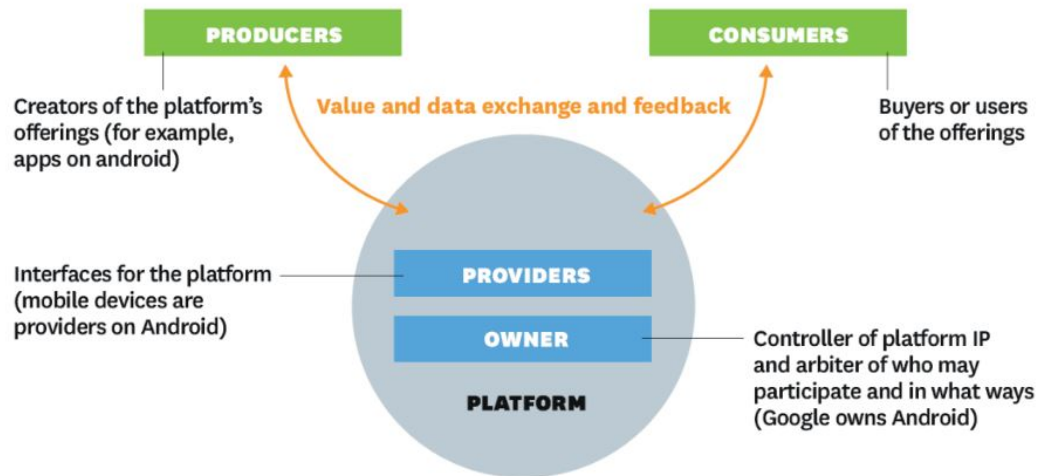 PRODUCERS
CONSUMERS
Creators of the platform's
offerings (for example,
apps on android)
Value and data exchange and feedback
Buyers or users
of the offerings
Interfaces for the platform
(mobile devices are
providers on Android)
PROVIDERS
OWNER
PLATFORM
Controller of platform IP
and arbiter of who may
participate and in what ways
(Google owns Android)